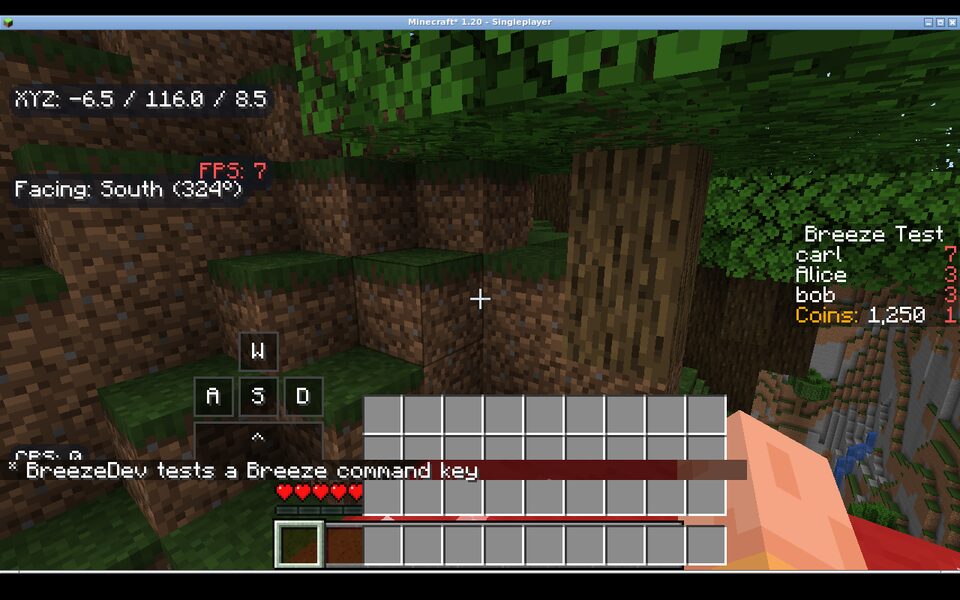 Minecraft* 1.20 - Singleplayer
XYZ: -6.5 / 116.0 / 8.5
FPS: 7
Facing: South (324º)
Breeze Test
carl 7
Alice 3
bob 3
Coins: 1,250 1
W
A S D
^
CPS: 0
* BreezeDev tests a Breeze command key